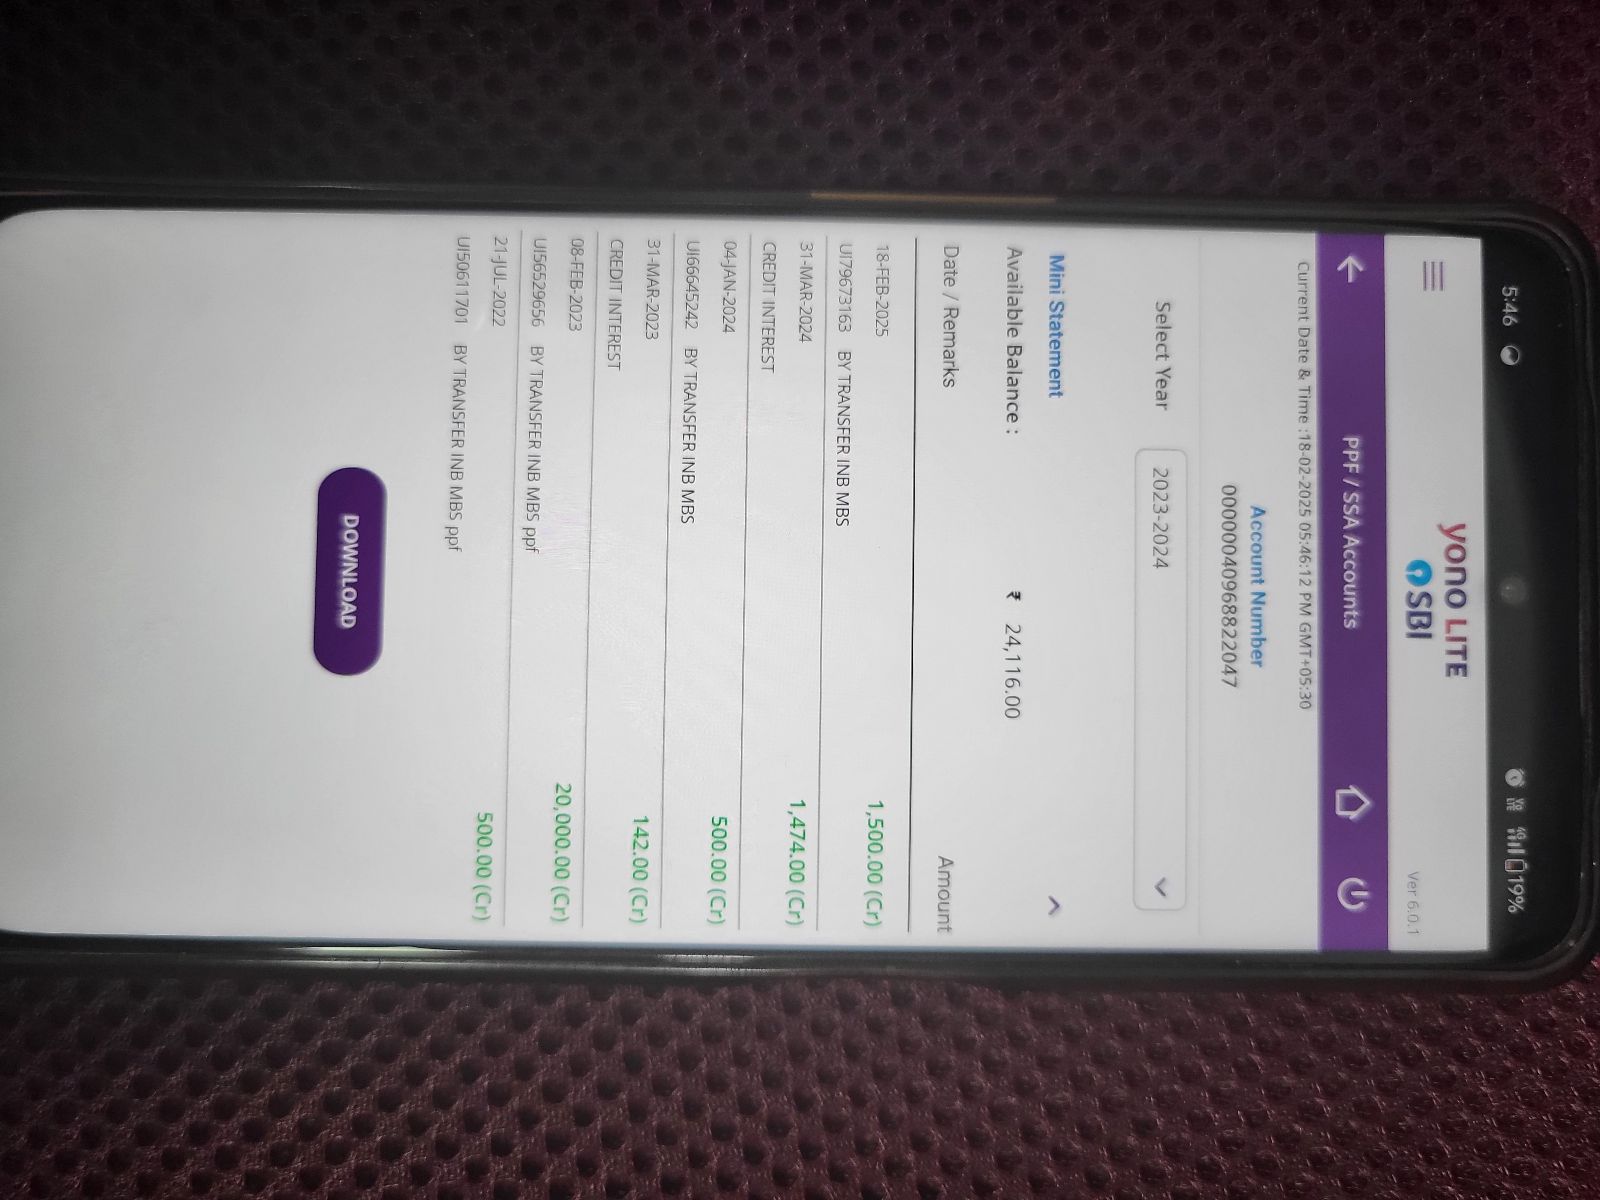 5:46
Vo LTE 4G 19%
yono LITE
SBI
Ver 6.0.1
PPF / SSA Accounts
Current Date & Time :18-02-2025 05:46:12 PM GMT+05:30
Account Number
00000040968822047
Select Year 2023-2024
Mini Statement
Available Balance : ₹ 24,116.00
Date / Remarks Amount
18-FEB-2025 1,500.00 (Cr)
UI79673163 BY TRANSFER INB MBS
31-MAR-2024 1,474.00 (Cr)
CREDIT INTEREST
04-JAN-2024 500.00 (Cr)
UI66645242 BY TRANSFER INB MBS
31-MAR-2023 142.00 (Cr)
CREDIT INTEREST
08-FEB-2023 20,000.00 (Cr)
UI56529656 BY TRANSFER INB MBS ppf
21-JUL-2022 500.00 (Cr)
UI50611701 BY TRANSFER INB MBS ppf
DOWNLOAD